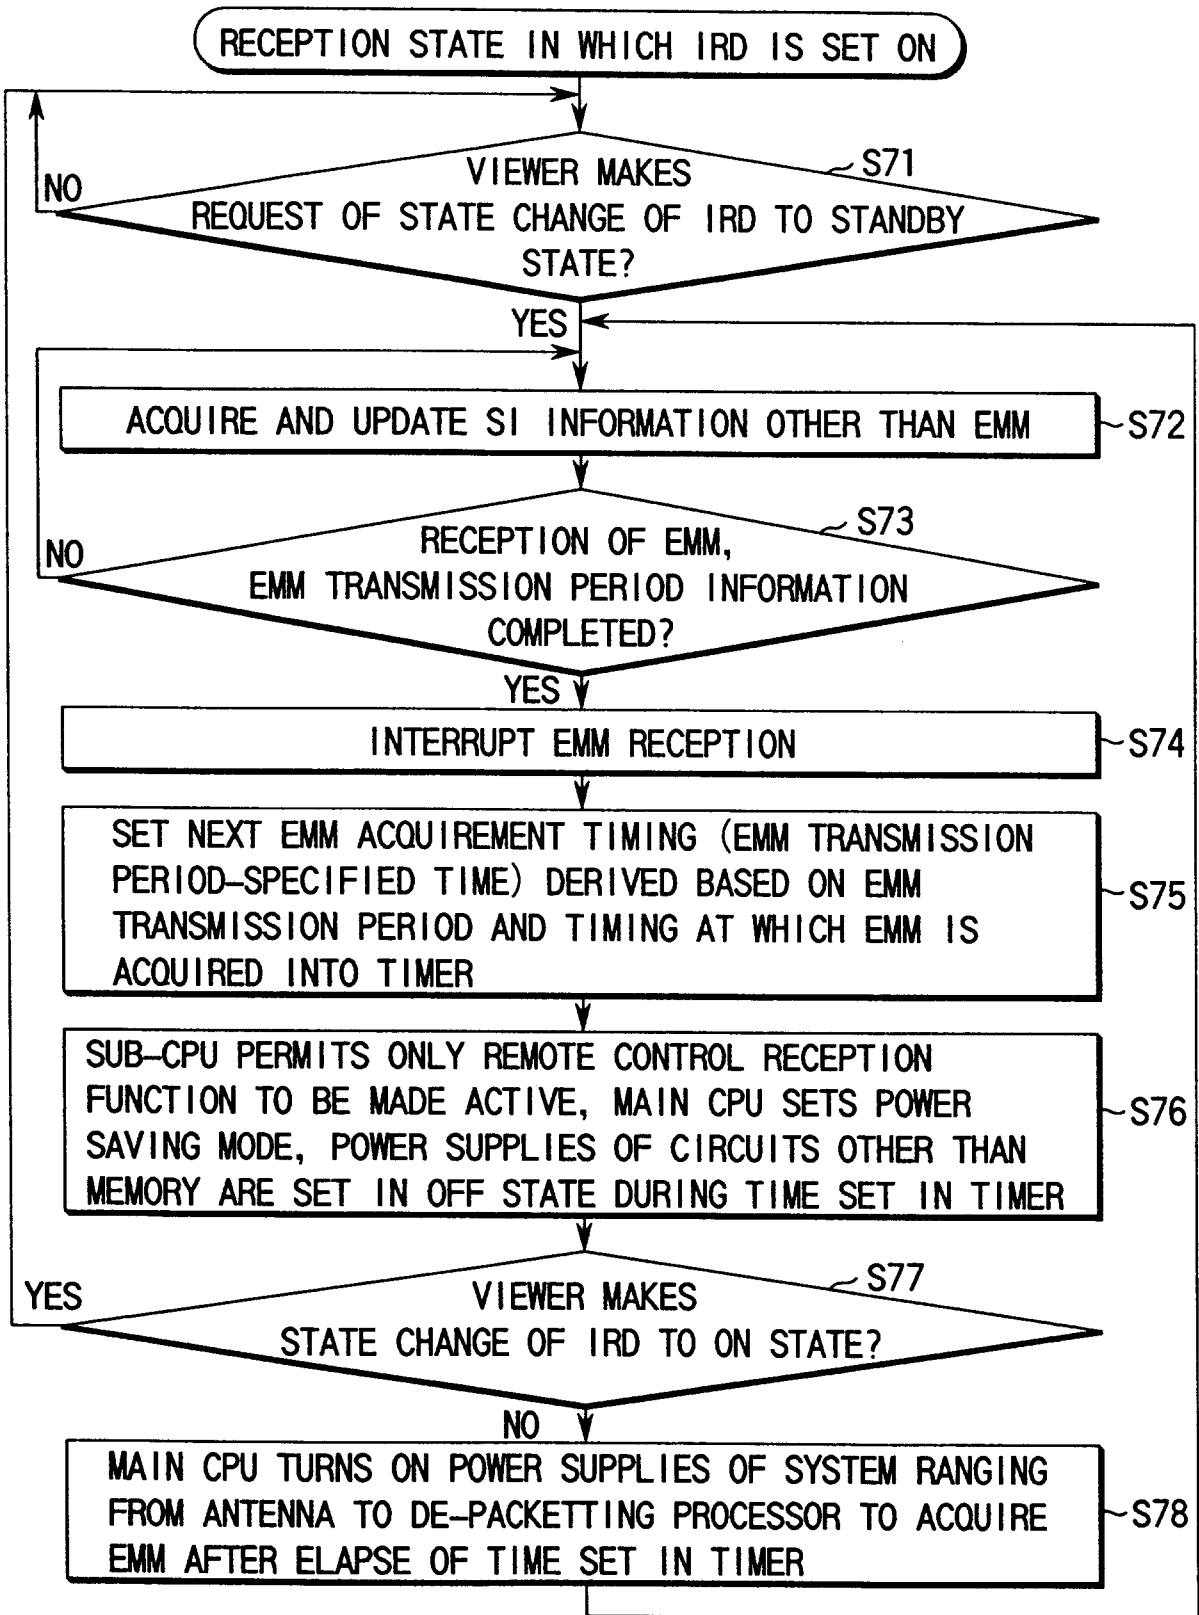 RECEPTION STATE IN WHICH IRD IS SET ON
S71
VIEWER MAKES
NO
REQUEST OF STATE CHANGE OF IRD TO STANDBY
STATE?
YES
ACQUIRE AND UPDATE SI INFORMATION OTHER THAN EMM
S72
S73
RECEPTION OF EMM,
NO
EMM TRANSMISSION PERIOD INFORMATION
COMPLETED?
YES
INTERRUPT EMM RECEPTION
S74
SET NEXT EMM ACQUIREMENT TIMING (EMM TRANSMISSION
PERIOD-SPECIFIED TIME) DERIVED BASED ON EMM
TRANSMISSION PERIOD AND TIMING AT WHICH EMM IS
ACQUIRED INTO TIMER
S75
SUB-CPU PERMITS ONLY REMOTE CONTROL RECEPTION
FUNCTION TO BE MADE ACTIVE, MAIN CPU SETS POWER
SAVING MODE, POWER SUPPLIES OF CIRCUITS OTHER THAN
MEMORY ARE SET IN OFF STATE DURING TIME SET IN TIMER
S76
S77
YES
VIEWER MAKES
STATE CHANGE OF IRD TO ON STATE?
NO
MAIN CPU TURNS ON POWER SUPPLIES OF SYSTEM RANGING
FROM ANTENNA TO DE-PACKETTING PROCESSOR TO ACQUIRE
EMM AFTER ELAPSE OF TIME SET IN TIMER
S78